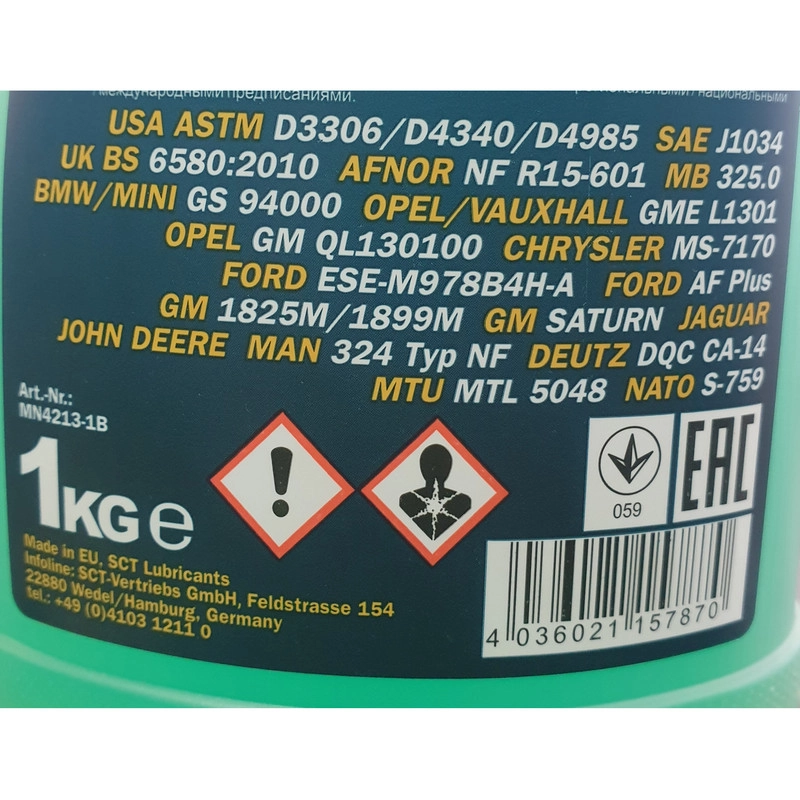 международными предписаниями.
USA ASTM D3306/D4340/D4985 SAE J1034
UK BS 6580:2010 AFNOR NF R15-601 MB 325.0
BMW/MINI GS 94000 OPEL/VAUXHALL GME L1301
OPEL GM QL130100 CHRYSLER MS-7170
FORD ESE-M978B4H-A FORD AF Plus
GM 1825M/1899M GM SATURN JAGUAR
JOHN DEERE MAN 324 Typ NF DEUTZ DQC CA-14
MTU MTL 5048 NATO S-759
Art.-Nr.:
MN4213-1B
1KG e
059
EAC
Made in EU, SCT Lubricants
Infoline: SCT-Vertriebs GmbH, Feldstrasse 154
22880 Wedel/Hamburg, Germany
tel.: +49 (0)4103 1211 0
4 036021 157870